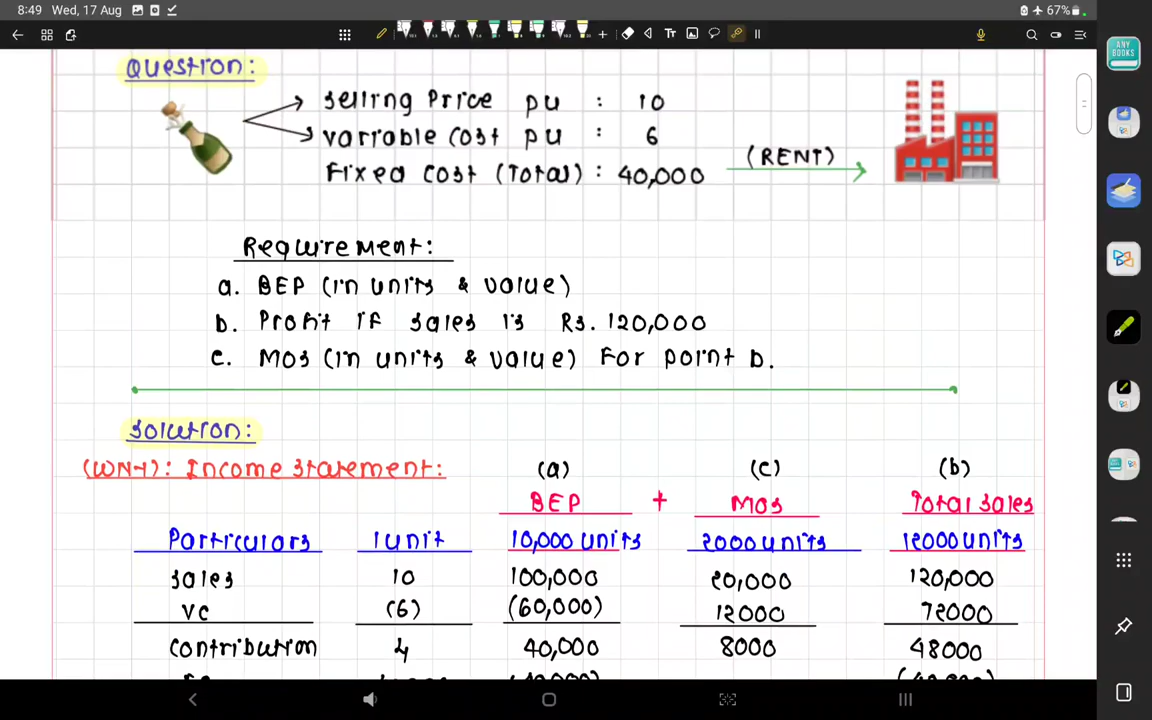 8:49 Wed, 17 Aug 67%
Question:
Selling Price pu : 10
variable cost pu : 6
Fixed cost (Total) : 40,000 (RENT)
Requirement:
a. BEP (in units & value)
b. Profit if sales is Rs. 120,000
c. MOS (in units & value) For point b.
Solution:
(WN-1): Income Statement: (a) (c) (b)
BEP + MOS Total sales
Particulars 1 unit 10,000 units 2000 units 12000 units
sales 10 100,000 20,000 120,000
VC (6) (60,000) 12000 72000
contribution 4 40,000 8000 48000
ANY BOOKS